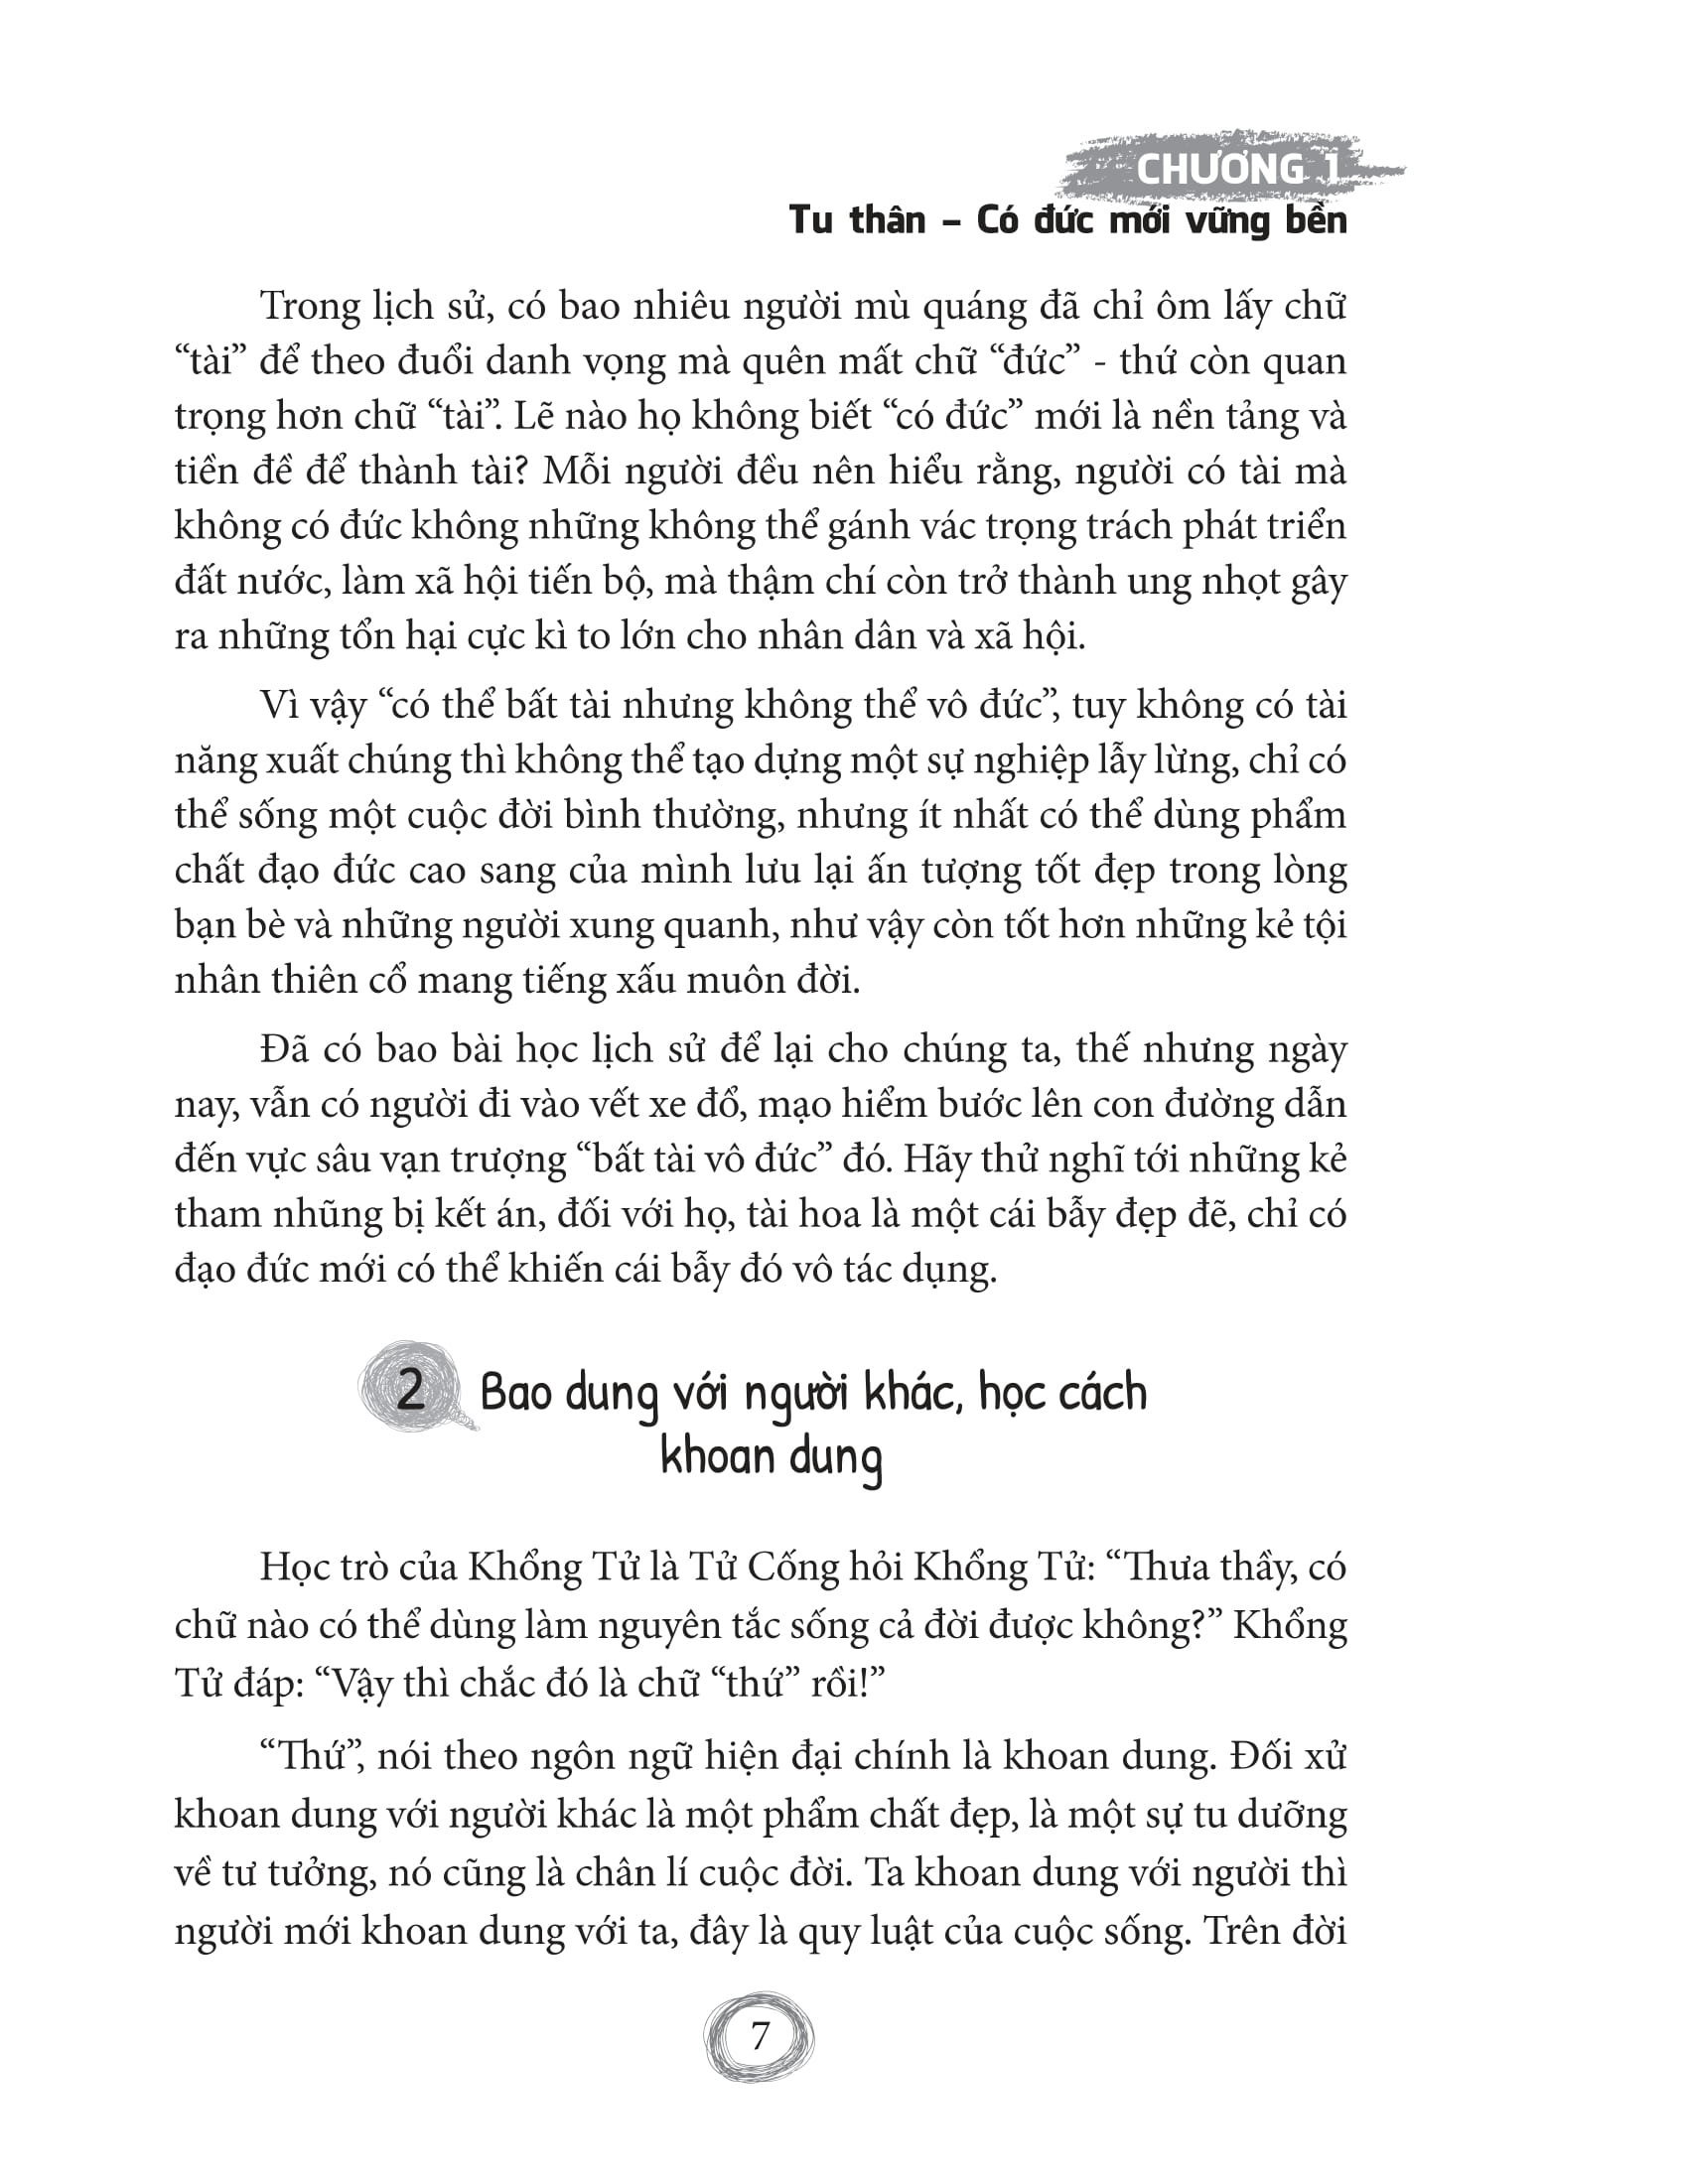 CHƯƠNG 1
Tu thân – Có đức mới vững bền
Trong lịch sử, có bao nhiêu người mù quáng đã chỉ ôm lấy chữ
“tài” để theo đuổi danh vọng mà quên mất chữ “đức” - thứ còn quan
trọng hơn chữ “tài”. Lẽ nào họ không biết “có đức” mới là nền tảng và
tiền đề để thành tài? Mỗi người đều nên hiểu rằng, người có tài mà
không có đức không những không thể gánh vác trọng trách phát triển
đất nước, làm xã hội tiến bộ, mà thậm chí còn trở thành ung nhọt gây
ra những tổn hại cực kì to lớn cho nhân dân và xã hội.
Vì vậy “có thể bất tài nhưng không thể vô đức”, tuy không có tài
năng xuất chúng thì không thể tạo dựng một sự nghiệp lẫy lừng, chỉ có
thể sống một cuộc đời bình thường, nhưng ít nhất có thể dùng phẩm
chất đạo đức cao sang của mình lưu lại ấn tượng tốt đẹp trong lòng
bạn bè và những người xung quanh, như vậy còn tốt hơn những kẻ tội
nhân thiên cổ mang tiếng xấu muôn đời.
Đã có bao bài học lịch sử để lại cho chúng ta, thế nhưng ngày
nay, vẫn có người đi vào vết xe đổ, mạo hiểm bước lên con đường dẫn
đến vực sâu vạn trượng “bất tài vô đức” đó. Hãy thử nghĩ tới những kẻ
tham nhũng bị kết án, đối với họ, tài hoa là một cái bẫy đẹp đẽ, chỉ có
đạo đức mới có thể khiến cái bẫy đó vô tác dụng.
2 Bao dung với người khác, học cách
khoan dung
Học trò của Khổng Tử là Tử Cống hỏi Khổng Tử: “Thưa thầy, có
chữ nào có thể dùng làm nguyên tắc sống cả đời được không?” Khổng
Tử đáp: “Vậy thì chắc đó là chữ “thứ” rồi!”
“Thứ”, nói theo ngôn ngữ hiện đại chính là khoan dung. Đối xử
khoan dung với người khác là một phẩm chất đẹp, là một sự tu dưỡng
về tư tưởng, nó cũng là chân lí cuộc đời. Ta khoan dung với người thì
người mới khoan dung với ta, đây là quy luật của cuộc sống. Trên đời
7